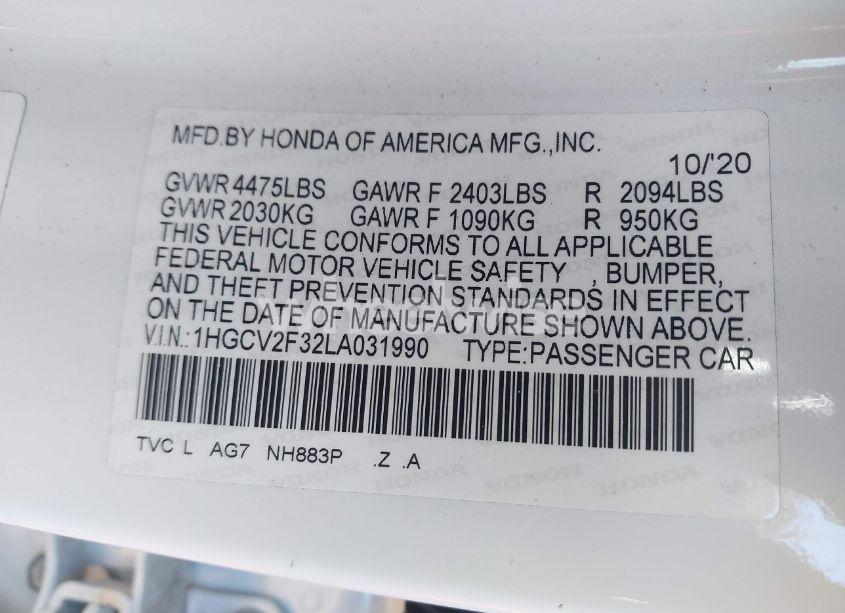 MFD.BY HONDA OF AMERICA MFG.,INC.
10/'20
GVWR 4475LBS GAWR F 2403LBS R 2094LBS
GVWR 2030KG GAWR F 1090KG R 950KG
THIS VEHICLE CONFORMS TO ALL APPLICABLE
FEDERAL MOTOR VEHICLE SAFETY , BUMPER,
AND THEFT PREVENTION STANDARDS IN EFFECT
ON THE DATE OF MANUFACTURE SHOWN ABOVE.
V.I.N.:1HGCV2F32LA031990 TYPE:PASSENGER CAR
TVC L AG7 NH883P .Z .A